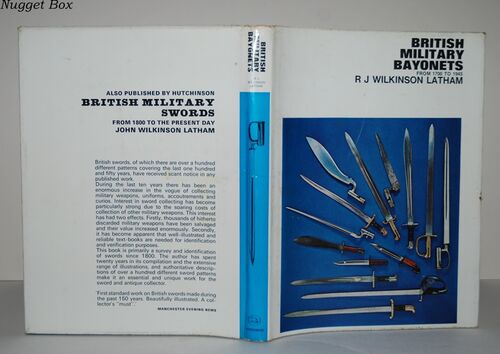 Nugget Box
ALSO PUBLISHED BY HUTCHINSON
BRITISH MILITARY
SWORDS
FROM 1800 TO THE PRESENT DAY
JOHN WILKINSON LATHAM
British swords, of which there are over a hundred
different patterns covering the last one hundred
and fifty years, have received scant notice in any
published work.
During the last ten years there has been an
enormous increase in the vogue of collecting
military weapons, uniforms, accoutrements and
curios. Interest in sword collecting has become
particularly strong due to the soaring costs of
collection of other military weapons. This interest
has had two effects. Firstly, thousands of hitherto
discarded military weapons have been salvaged
and their value increased enormously. Secondly,
it has become apparent that well-illustrated and
reliable text-books are needed for identification
and verification purposes.
This book is primarily a survey and identification
of swords since 1800. The author has spent
twenty years in its compilation and the extensive
range of illustrations, and authoritative descrip-
tions of over a hundred different sword patterns
make it an essential and unique work for the
sword and antique collector.
'First standard work on British swords made during
the past 150 years. Beautifully illustrated. A col-
lector's "must".'
MANCHESTER EVENING NEWS
BRITISH
MILITARY
BAYONETS
R J
WILKINSON
LATHAM
HUTCHINSON
BRITISH
MILITARY
BAYONETS
FROM 1700 TO 1945
R J WILKINSON LATHAM